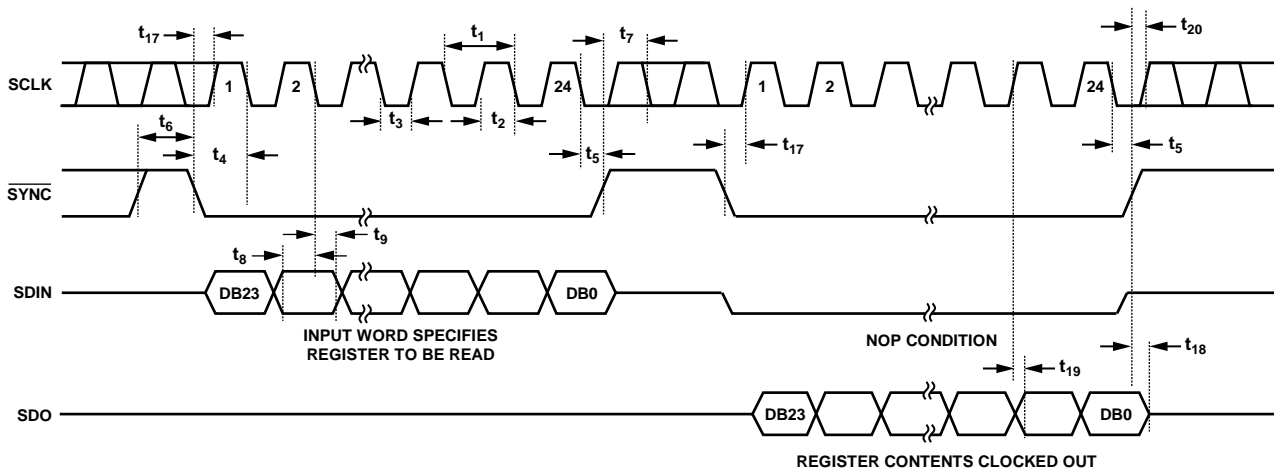 t17
t1
t7
t20
SCLK
1
2
24
1
2
24
t6
t3
t2
t4
t5
t17
t5
SYNC
t9
t8
SDIN
DB23
DB0
INPUT WORD SPECIFIES
REGISTER TO BE READ
NOP CONDITION
t18
t19
SDO
DB23
DB0
REGISTER CONTENTS CLOCKED OUT